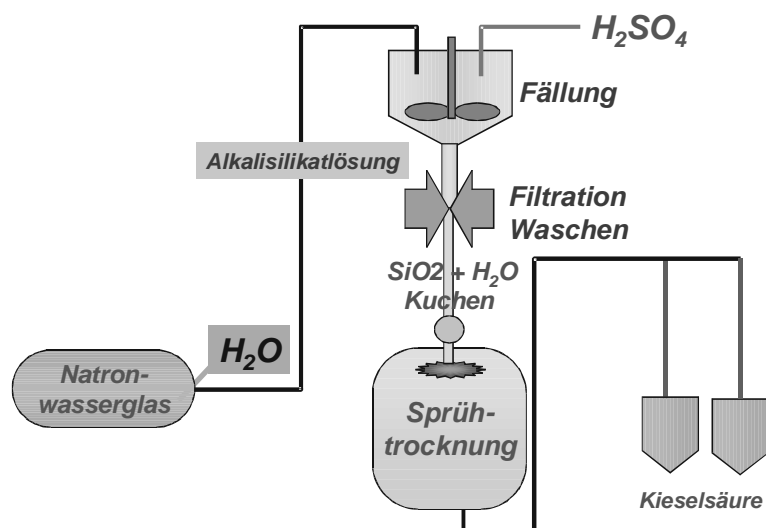 H₂SO₄
Fällung
Alkalisilikatlösung
Filtration
Waschen
SiO2 + H₂O
Kuchen
H₂O
Natron-
wasserglas
Sprüh-
trocknung
Kieselsäure